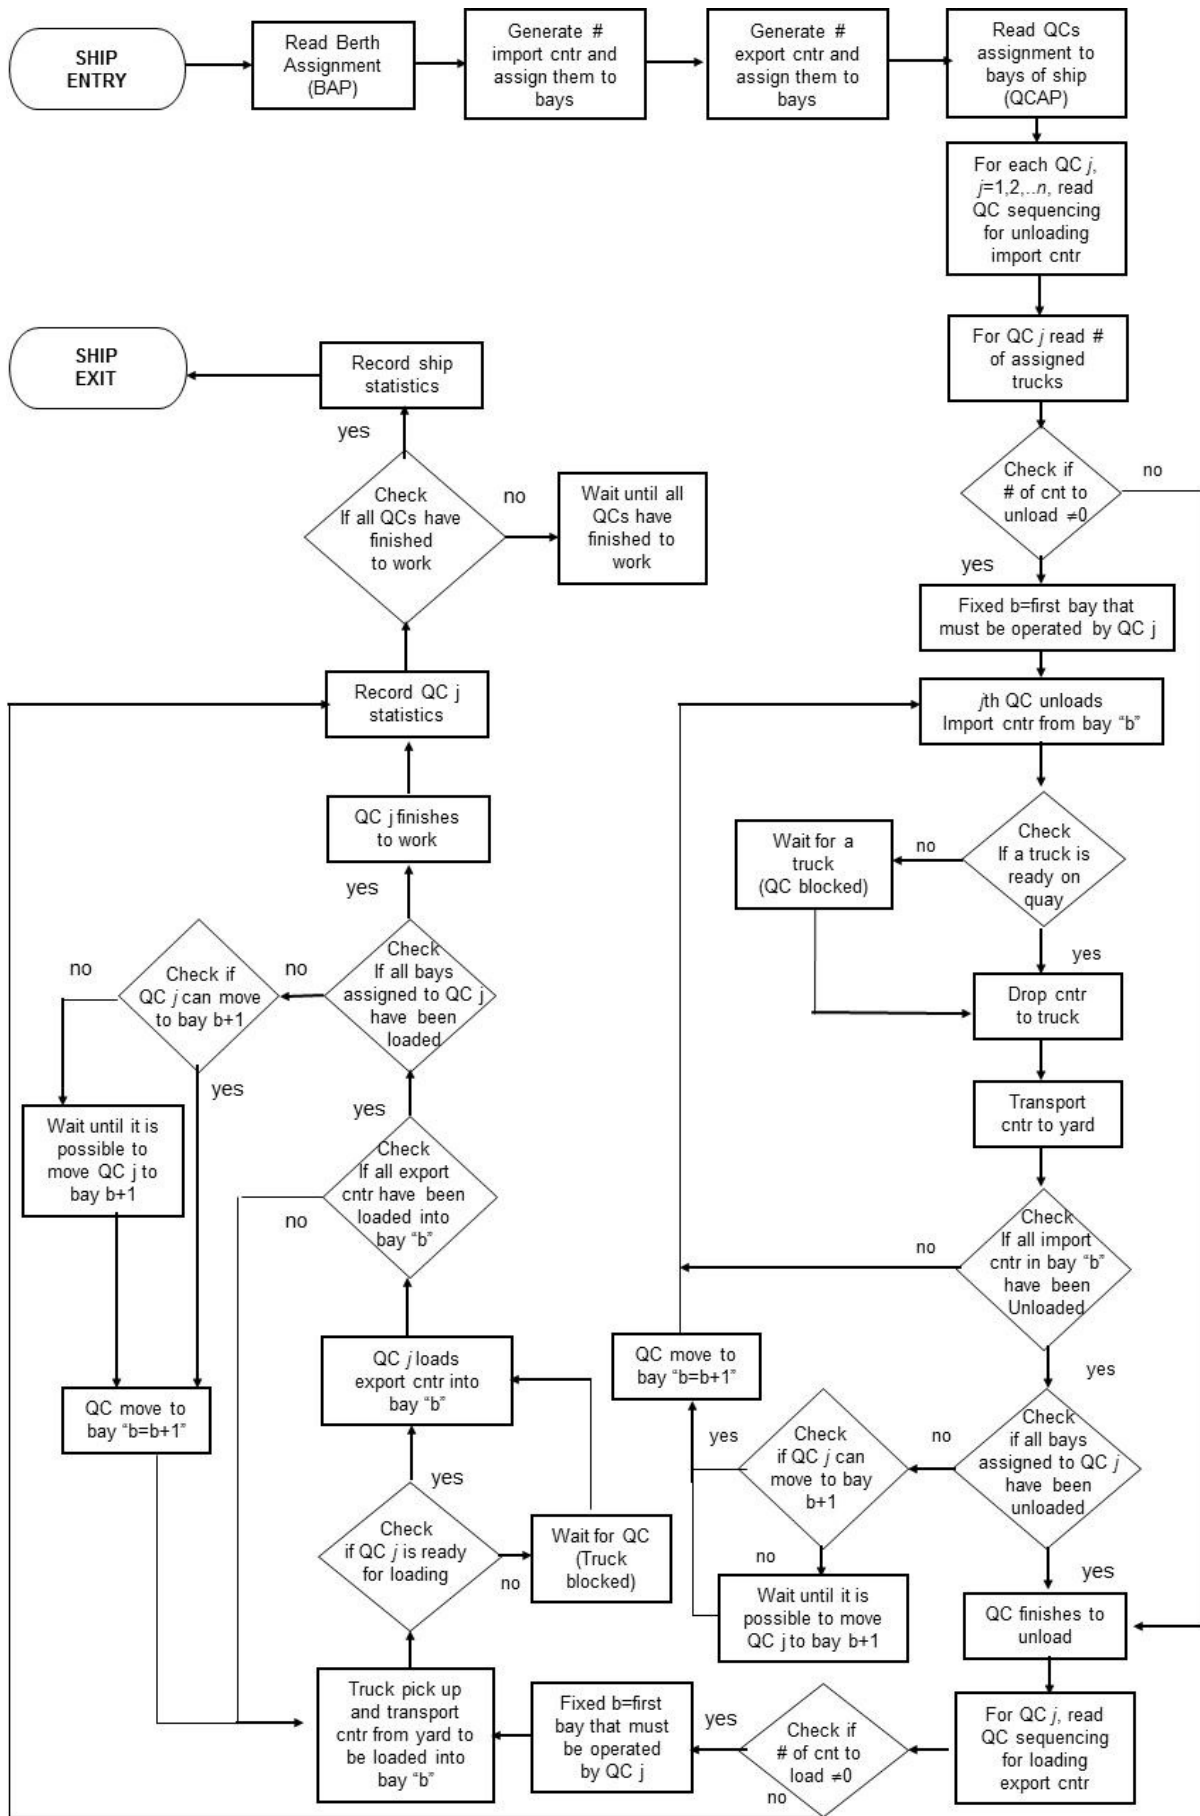 SHIP
ENTRY
Read Berth
Assignment
(BAP)
Generate #
import cntr and
assign them to
bays
Generate #
export cntr and
assign them to
bays
Read QCs
assignment to
bays of ship
(QCAP)
For each QC j,
j=1,2,..n, read
QC sequencing
for unloading
import cntr
For QC j read #
of assigned
trucks
Check if
# of cnt to
unload ≠0
no
yes
Fixed b=first bay that
must be operated by QC j
jth QC unloads
Import cntr from bay “b”
Check
If a truck is
ready on
quay
no
Wait for a
truck
(QC blocked)
yes
Drop cntr
to truck
Transport
cntr to yard
Check
If all import
cntr in bay “b”
have been
Unloaded
no
yes
QC move to
bay “b=b+1”
Check
if all bays
assigned to QC j
have been
unloaded
no
Check
if QC j can
move to bay
b+1
yes
no
Wait until it is
possible to move
QC j to bay b+1
yes
QC finishes to
unload
For QC j, read
QC sequencing
for loading
export cntr
Check if
# of cnt to
load ≠0
no
yes
Fixed b=first
bay that must
be operated
by QC j
Truck pick up
and transport
cntr from yard to
be loaded into
bay “b”
Check
if QC j is ready
for loading
no
Wait for QC
(Truck
blocked)
yes
QC j loads
export cntr into
bay “b”
Check
If all export
cntr have been
loaded into
bay “b”
no
yes
Check
If all bays
assigned to QC j
have been
loaded
no
Check if
QC j can move
to bay b+1
no
yes
Wait until it is
possible to
move QC j to
bay b+1
QC move to
bay “b=b+1”
yes
QC j finishes
to work
Record QC j
statistics
Check
If all QCs have
finished
to work
no
Wait until all
QCs have
finished to
work
yes
Record ship
statistics
SHIP
EXIT